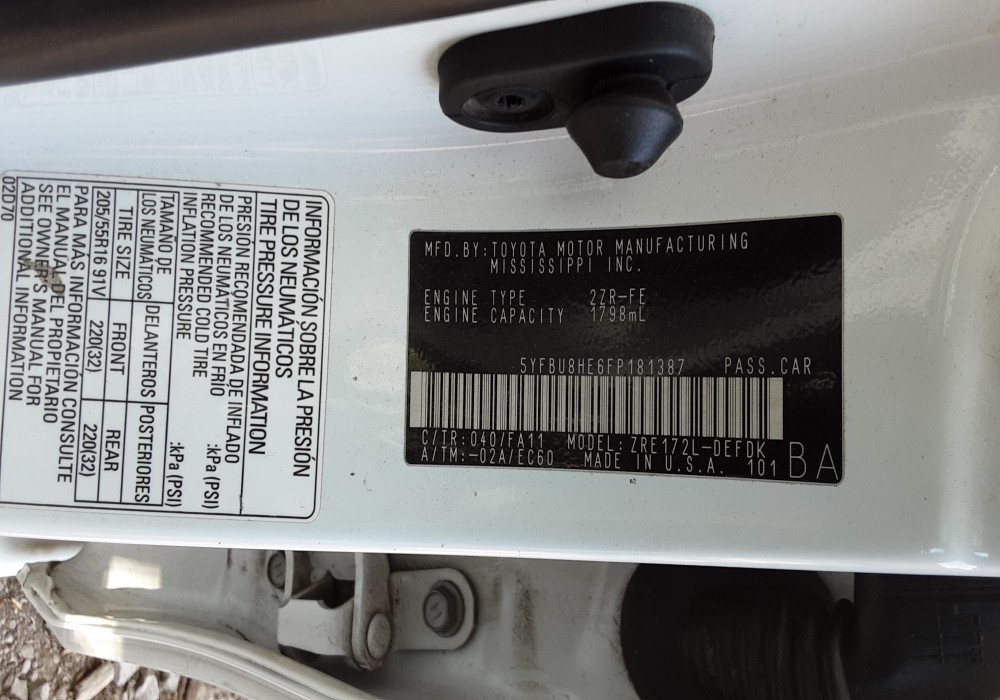 MFD.BY:TOYOTA MOTOR MANUFACTURING
MISSISSIPPI INC.
ENGINE TYPE 2ZR-FE
ENGINE CAPACITY 1798mL
5YFBU8HE6FP181387 PASS.CAR
C/TR:040/FA11 MODEL:ZRE172L-DEFDK
A/TM:-02A/EC60 MADE IN U.S.A. 101 BA
INFORMACIÓN SOBRE LA PRESIÓN
DE LOS NEUMÁTICOS
TIRE PRESSURE INFORMATION
PRESIÓN RECOMENDADA DE INFLADO
DE LOS NEUMÁTICOS EN FRÍO :kPa (PSI)
RECOMMENDED COLD TIRE
INFLATION PRESSURE :kPa (PSI)
TAMAÑO DE
LOS NEUMÁTICOS DELANTEROS POSTERIORES
TIRE SIZE FRONT REAR
205/55R16 91V 220(32) 220(32)
PARA MÁS INFORMACIÓN CONSULTE
EL MANUAL DEL PROPIETARIO
SEE OWNER'S MANUAL FOR
ADDITIONAL INFORMATION
02D70